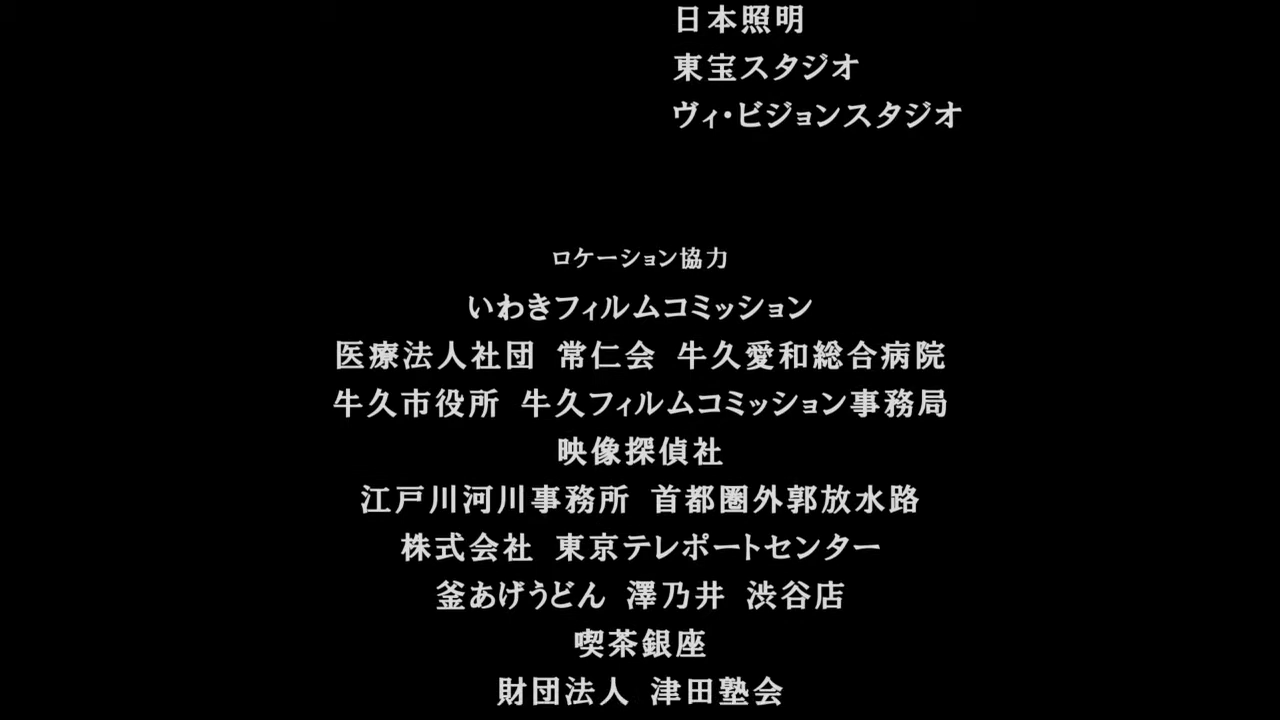 日本照明
東宝スタジオ
ヴィ・ビジョンスタジオ
ロケーション協力
いわきフィルムコミッション
医療法人社団 常仁会 牛久愛和総合病院
牛久市役所 牛久フィルムコミッション事務局
映像探偵社
江戸川河川事務所 首都圏外郭放水路
株式会社 東京テレポートセンター
釜あげうどん 澤乃井 渋谷店
喫茶銀座
財団法人 津田塾会